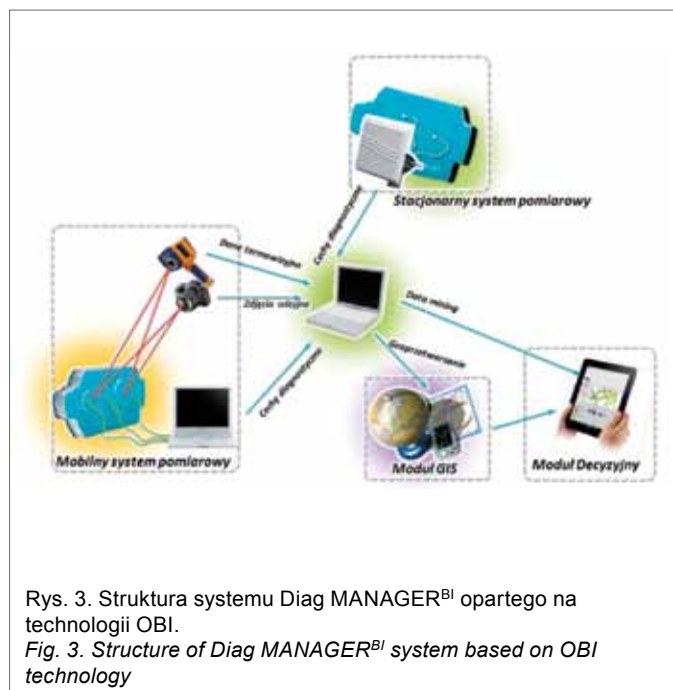 Stacjonarny system pomiarowy
Cechy diagnostyczne
Dane termowizyjne
Zdjęcia wizyjne
Data mining
Geoprzetwarzanie
Cechy diagnostyczne
Mobilny system pomiarowy
Moduł GIS
Moduł Decyzyjny
Rys. 3. Struktura systemu Diag MANAGERᴮᴵ opartego na
technologii OBI.
Fig. 3. Structure of Diag MANAGERᴮᴵ system based on OBI
technology